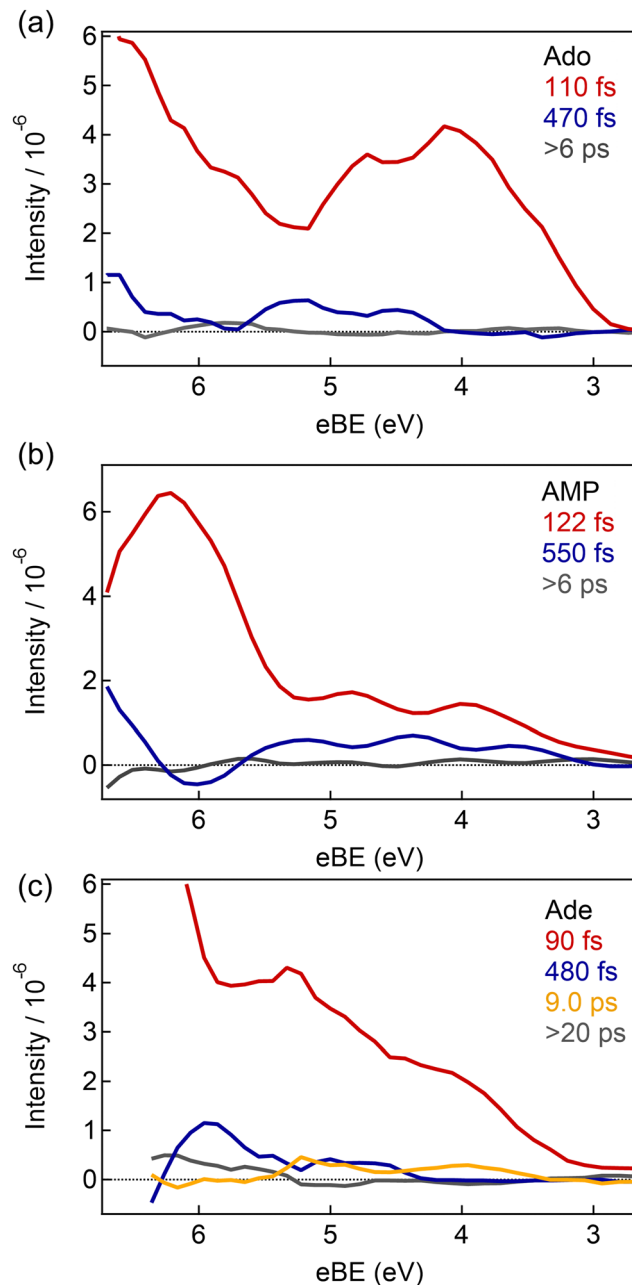 (a)
6
5
4
3
2
1
0
Intensity / 10⁻⁶
Ado
110 fs
470 fs
>6 ps
6
5
4
3
eBE (eV)
(b)
6
4
2
0
Intensity / 10⁻⁶
AMP
122 fs
550 fs
>6 ps
6
5
4
3
eBE (eV)
(c)
6
5
4
3
2
1
0
Intensity / 10⁻⁶
Ade
90 fs
480 fs
9.0 ps
>20 ps
6
5
4
3
eBE (eV)